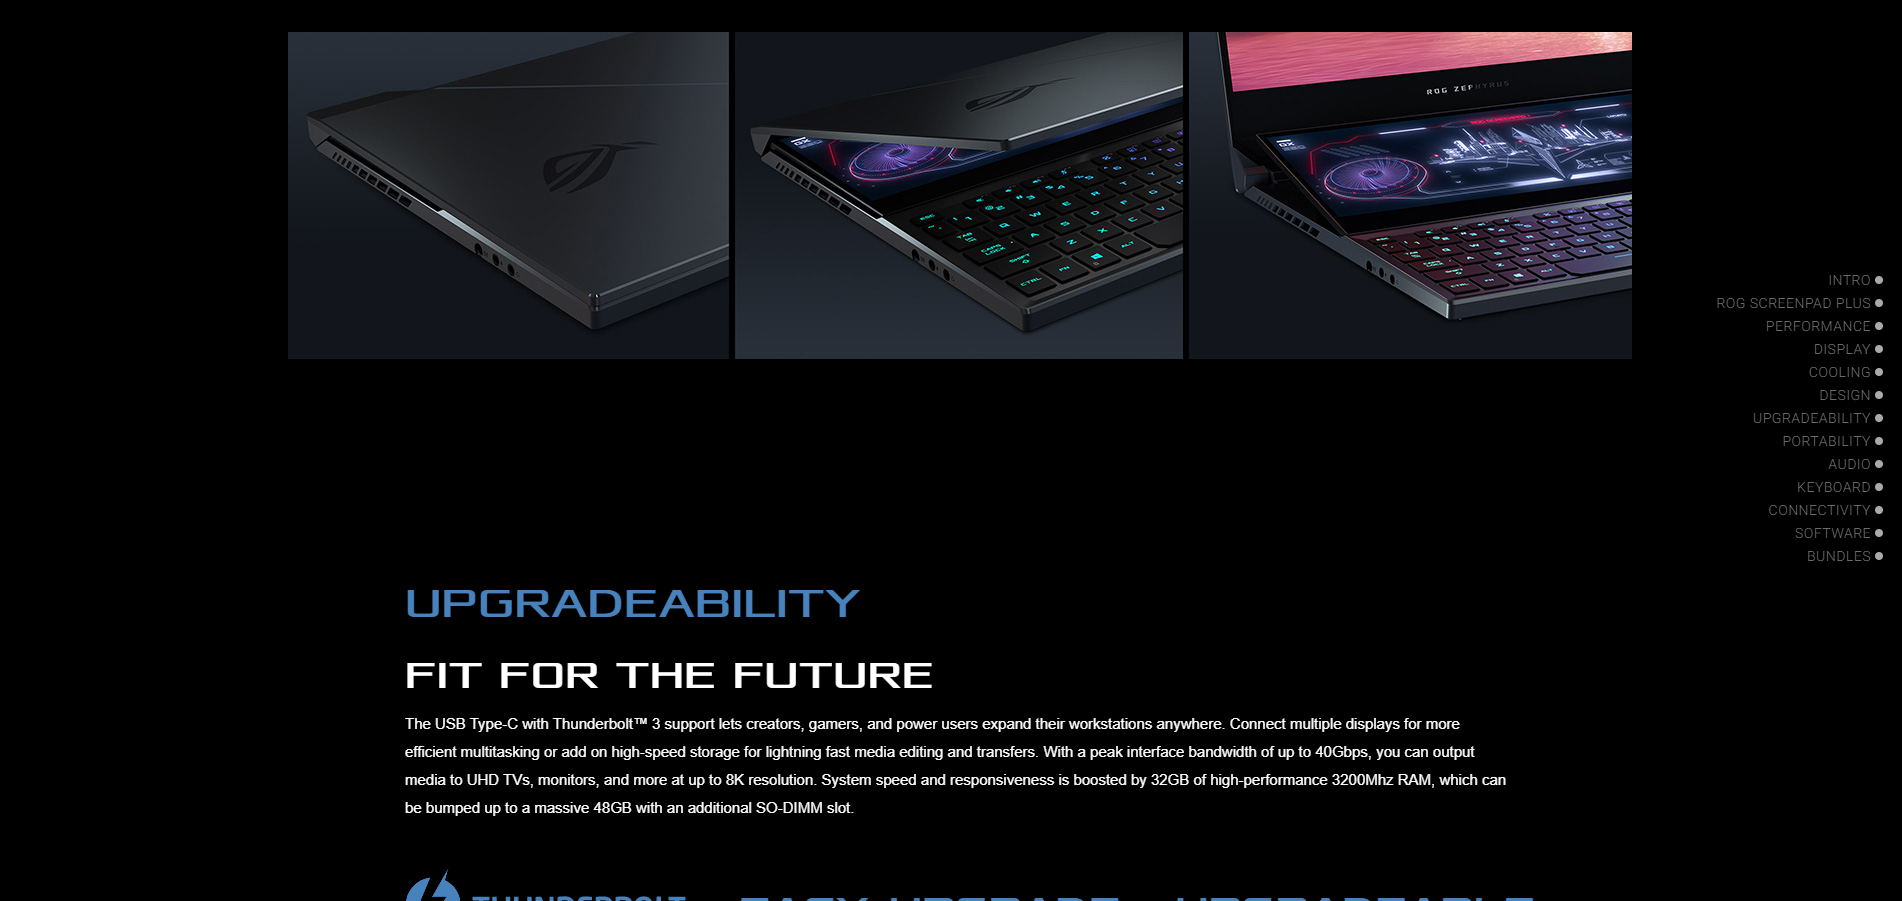 ROG ZEPHYRUS
INTRO
ROG SCREENPAD PLUS
PERFORMANCE
DISPLAY
COOLING
DESIGN
UPGRADEABILITY
PORTABILITY
AUDIO
KEYBOARD
CONNECTIVITY
SOFTWARE
BUNDLES
UPGRADEABILITY
FIT FOR THE FUTURE
The USB Type-C with Thunderbolt™ 3 support lets creators, gamers, and power users expand their workstations anywhere. Connect multiple displays for more
efficient multitasking or add on high-speed storage for lightning fast media editing and transfers. With a peak interface bandwidth of up to 40Gbps, you can output
media to UHD TVs, monitors, and more at up to 8K resolution. System speed and responsiveness is boosted by 32GB of high-performance 3200Mhz RAM, which can
be bumped up to a massive 48GB with an additional SO-DIMM slot.
THUNDERBOLT EASY UPGRADE UPGRADEABLE